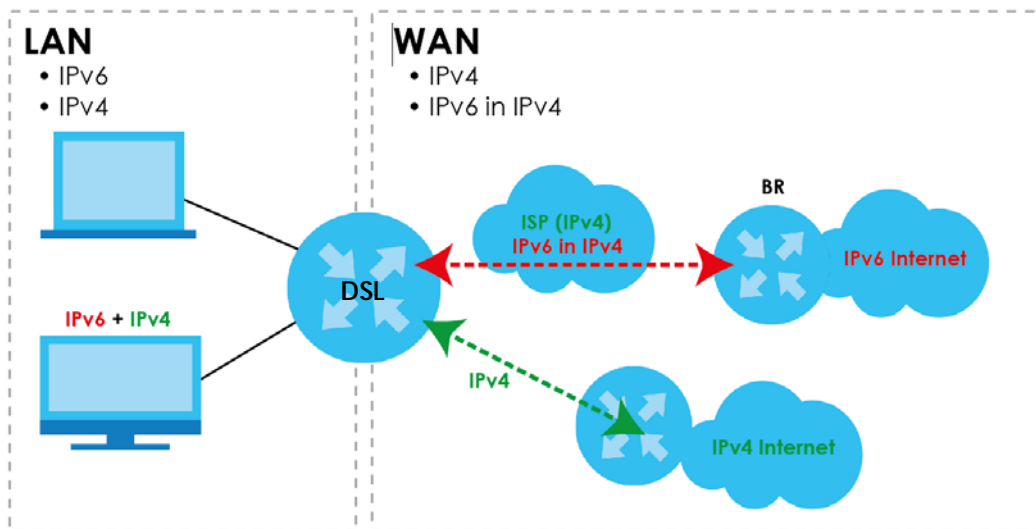 LAN
• IPv6
• IPv4
IPv6 + IPv4
DSL
WAN
• IPv4
• IPv6 in IPv4
ISP (IPv4)
IPv6 in IPv4
BR
IPv6 Internet
IPv4
IPv4 Internet